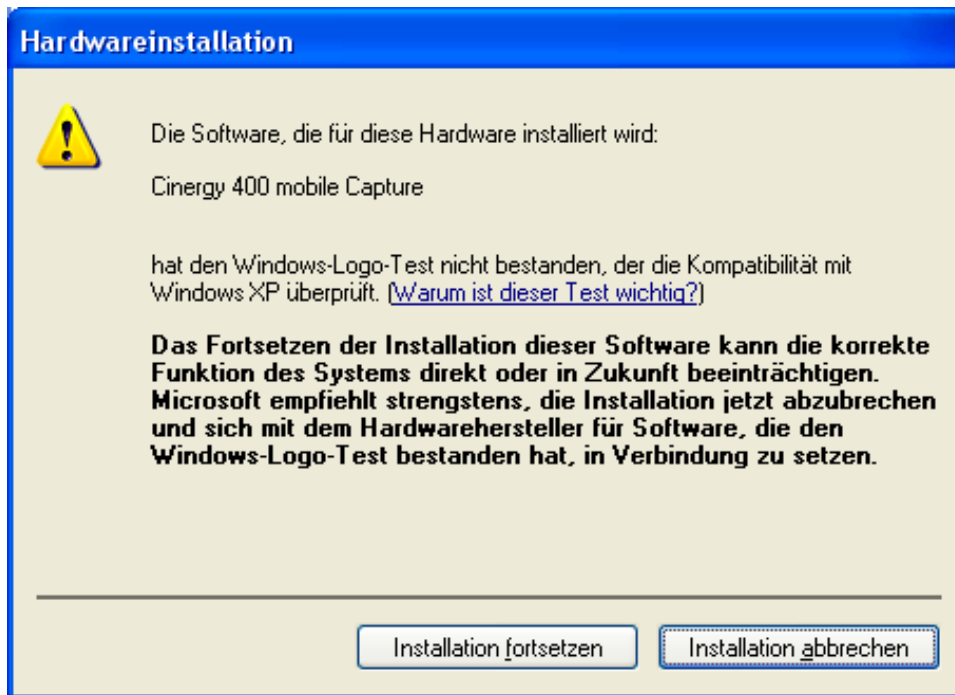 Hardwareinstallation
Die Software, die für diese Hardware installiert wird:
Cinergy 400 mobile Capture
hat den Windows-Logo-Test nicht bestanden, der die Kompatibilität mit
Windows XP überprüft. (Warum ist dieser Test wichtig?)
Das Fortsetzen der Installation dieser Software kann die korrekte
Funktion des Systems direkt oder in Zukunft beeinträchtigen.
Microsoft empfiehlt strengstens, die Installation jetzt abzubrechen
und sich mit dem Hardwarehersteller für Software, die den
Windows-Logo-Test bestanden hat, in Verbindung zu setzen.
Installation fortsetzen
Installation abbrechen